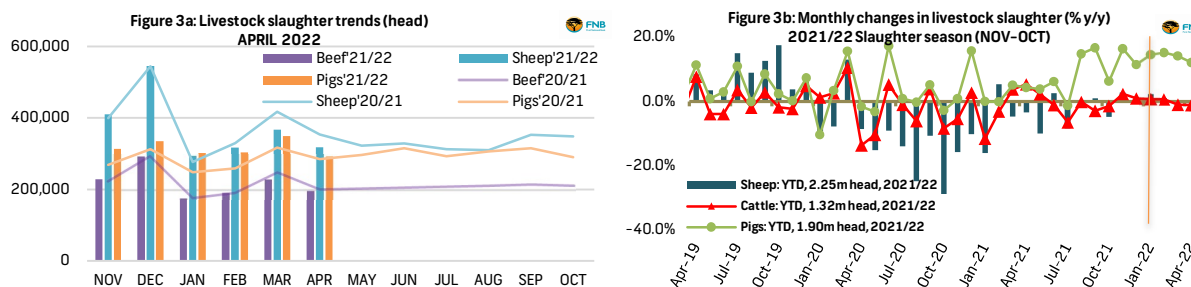 Figure 3a: Livestock slaughter trends (head)
APRIL 2022
FNB
600,000
400,000
200,000
0
Beef'21/22
Sheep'21/22
Pigs'21/22
Beef'20/21
Sheep'20/21
Pigs'20/21
NOV DEC JAN FEB MAR APR MAY JUN JUL AUG SEP OCT
Figure 3b: Monthly changes in livestock slaughter (% y/y)
2021/22 Slaughter season (NOV–OCT)
FNB
20.0%
0.0%
−20.0%
−40.0%
Sheep: YTD, 2.25m head, 2021/22
Cattle: YTD, 1.32m head, 2021/22
Pigs: YTD, 1.90m head, 2021/22
Apr-19 Jul-19 Oct-19 Jan-20 Apr-20 Jul-20 Oct-20 Jan-21 Apr-21 Jul-21 Oct-21 Jan-22 Apr-22